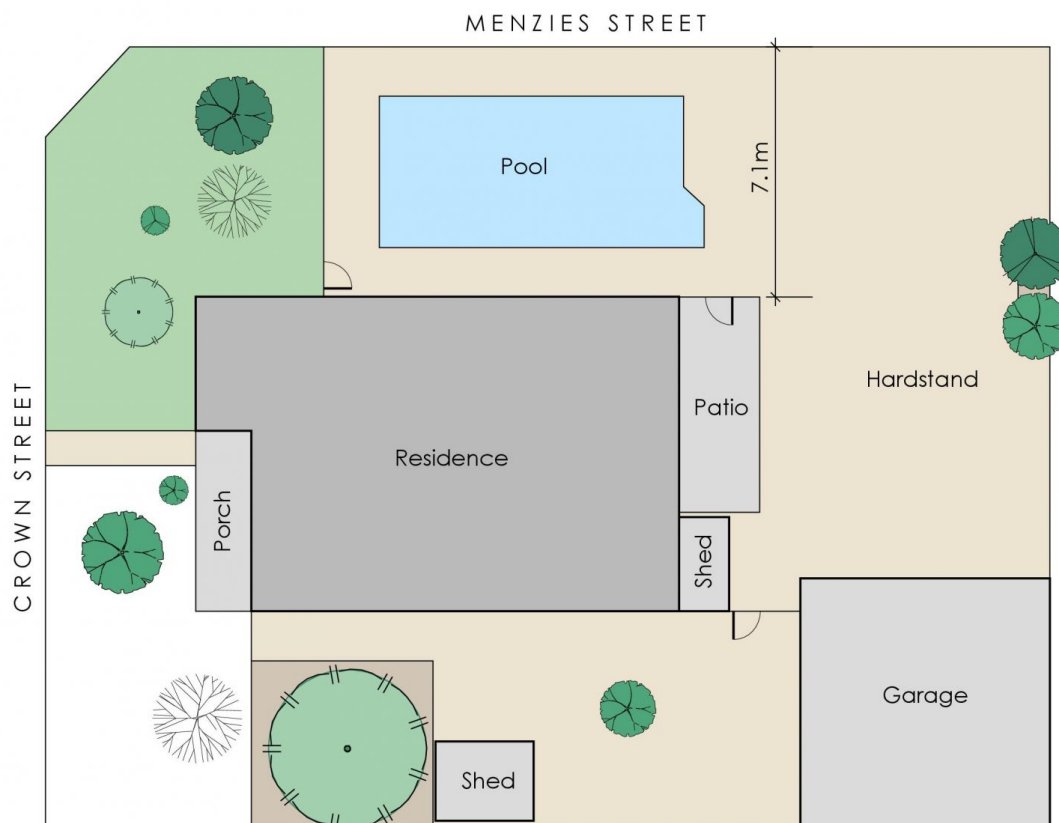 MENZIES STREET
Pool
7.1m
Hardstand
Patio
CROWN STREET
Residence
Porch
Shed
Garage
Shed